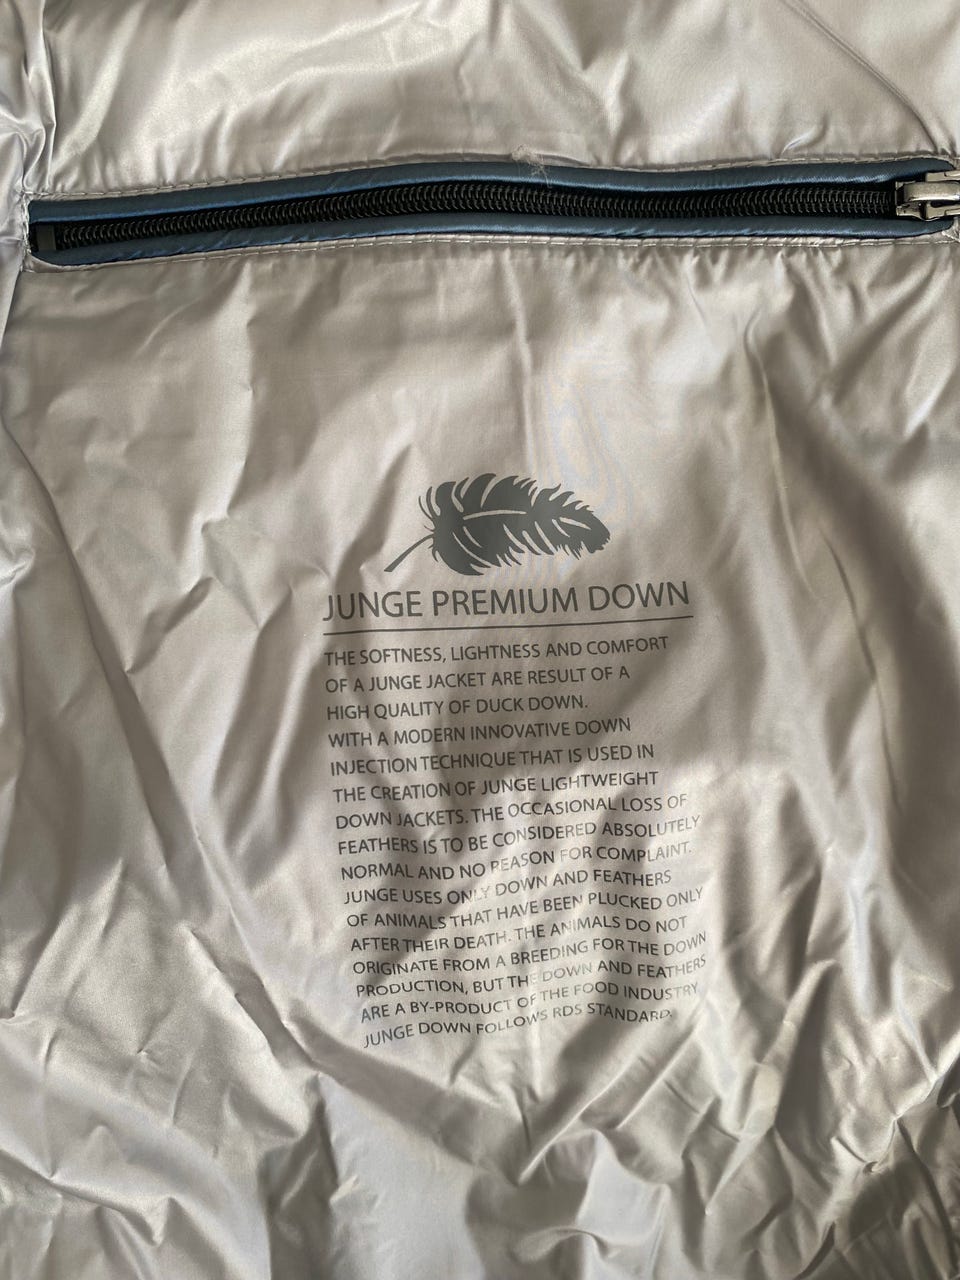 JUNGE PREMIUM DOWN
THE SOFTNESS, LIGHTNESS AND COMFORT
OF A JUNGE JACKET ARE RESULT OF A
HIGH QUALITY OF DUCK DOWN.
WITH A MODERN INNOVATIVE DOWN
INJECTION TECHNIQUE THAT IS USED IN
THE CREATION OF JUNGE LIGHTWEIGHT
DOWN JACKETS. THE OCCASIONAL LOSS OF
FEATHERS IS TO BE CONSIDERED ABSOLUTELY
NORMAL AND NO REASON FOR COMPLAINT.
JUNGE USES ONLY DOWN AND FEATHERS
OF ANIMALS THAT HAVE BEEN PLUCKED ONLY
AFTER THEIR DEATH. THE ANIMALS DO NOT
ORIGINATE FROM A BREEDING FOR THE DOWN
PRODUCTION, BUT THE DOWN AND FEATHERS
ARE A BY-PRODUCT OF THE FOOD INDUSTRY
JUNGE DOWN FOLLOWS RDS STANDARD.